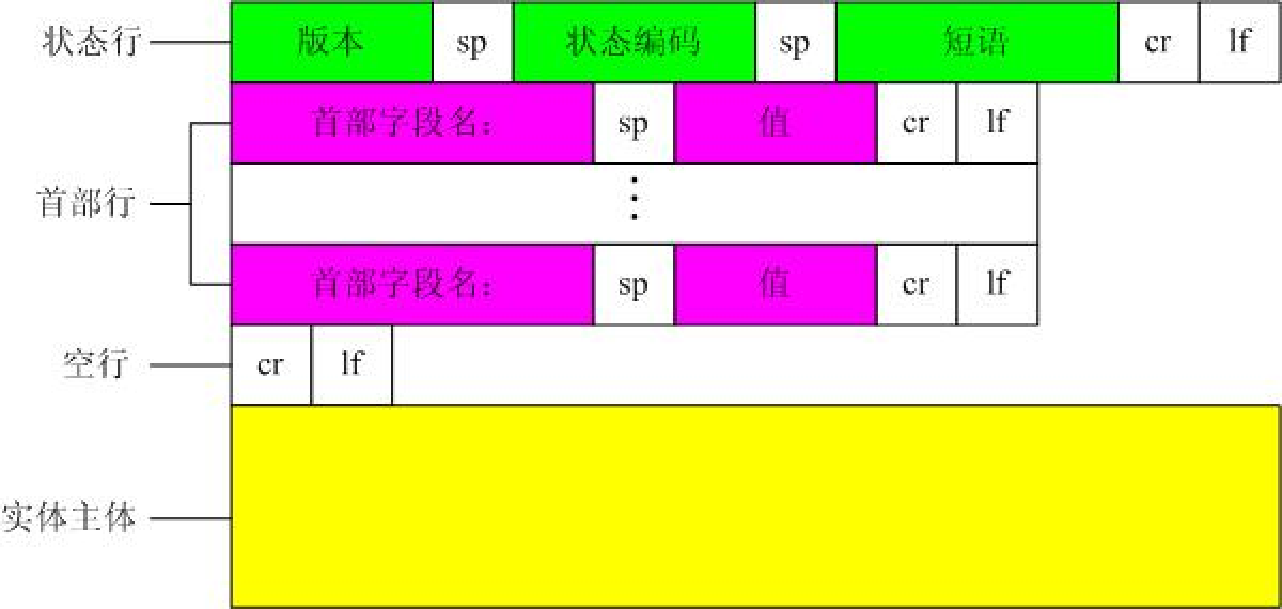 状态行 版本 sp 状态编码 sp 短语 cr lf
首部字段名： sp 值 cr lf
首部行
首部字段名： sp 值 cr lf
空行 cr lf
实体主体